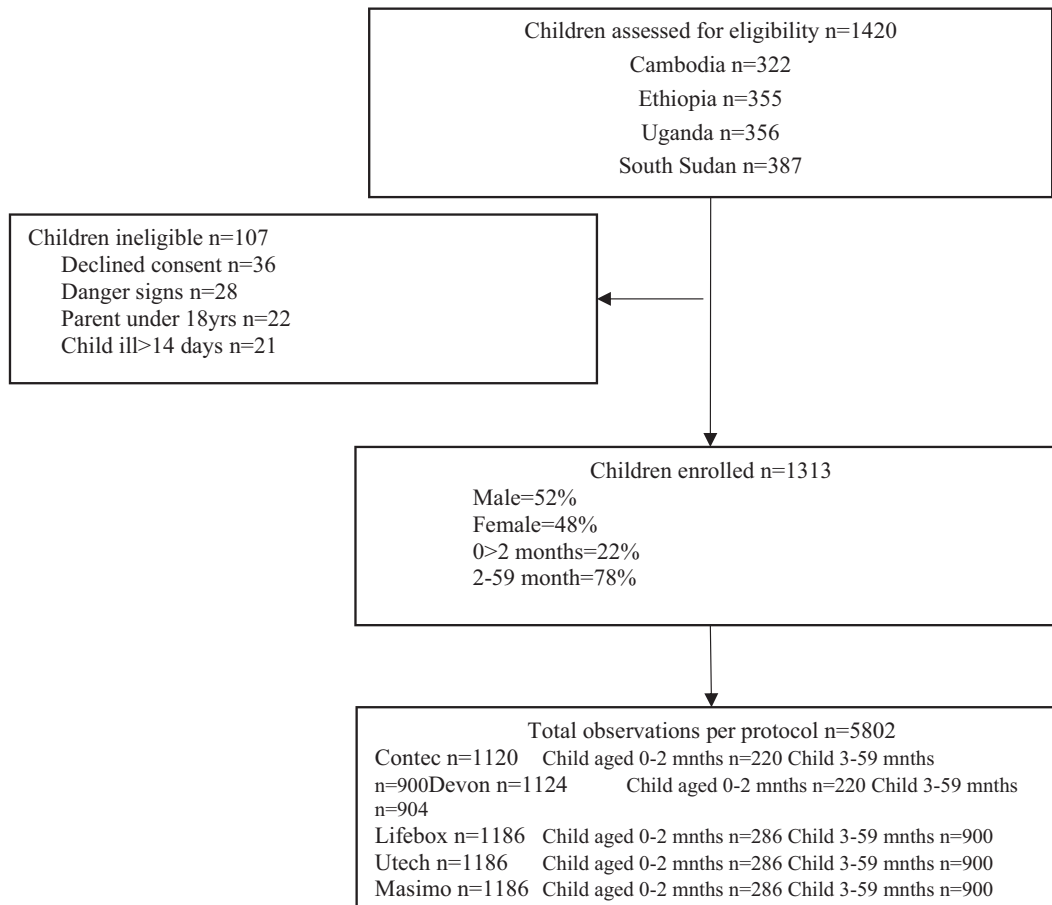 Children assessed for eligibility n=1420
Cambodia n=322
Ethiopia n=355
Uganda n=356
South Sudan n=387
Children ineligible n=107
Declined consent n=36
Danger signs n=28
Parent under 18yrs n=22
Child ill>14 days n=21
Children enrolled n=1313
Male=52%
Female=48%
0>2 months=22%
2-59 month=78%
Total observations per protocol n=5802
Contec n=1120 Child aged 0-2 mnths n=220 Child 3-59 mnths
n=900Devon n=1124 Child aged 0-2 mnths n=220 Child 3-59 mnths
n=904
Lifebox n=1186 Child aged 0-2 mnths n=286 Child 3-59 mnths n=900
Utech n=1186 Child aged 0-2 mnths n=286 Child 3-59 mnths n=900
Masimo n=1186 Child aged 0-2 mnths n=286 Child 3-59 mnths n=900